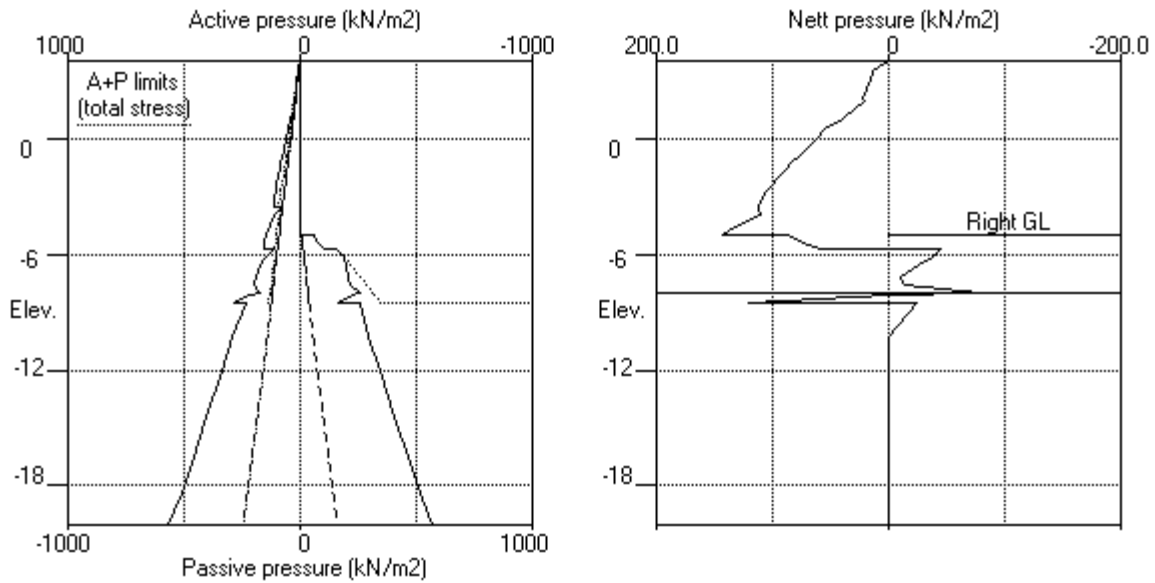 Active pressure (kN/m2)
1000 0 -1000
A+P limits
(total stress)
0
-6
Elev.
-12
-18
-1000 0 1000
Passive pressure (kN/m2)
Nett pressure (kN/m2)
200.0 0 -200.0
0
Right GL
-6
Elev.
-12
-18